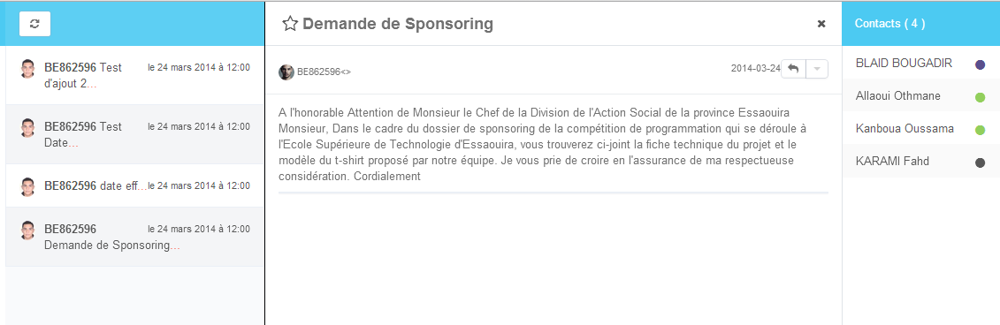 BE862596 Test le 24 mars 2014 à 12:00
d'ajout 2...
BE862596 Test le 24 mars 2014 à 12:00
Date...
BE862596 date eff... le 24 mars 2014 à 12:00
BE862596 le 24 mars 2014 à 12:00
Demande de Sponsoring...
Demande de Sponsoring
BE862596<> 2014-03-24
A l'honorable Attention de Monsieur le Chef de la Division de l'Action Social de la province Essaouira
Monsieur, Dans le cadre du dossier de sponsoring de la compétition de programmation qui se déroule à
l'Ecole Supérieure de Technologie d'Essaouira, vous trouverez ci-joint la fiche technique du projet et le
modèle du t-shirt proposé par notre équipe. Je vous prie de croire en l'assurance de ma respectueuse
considération. Cordialement
Contacts ( 4 )
BLAID BOUGADIR
Allaoui Othmane
Kanboua Oussama
KARAMI Fahd